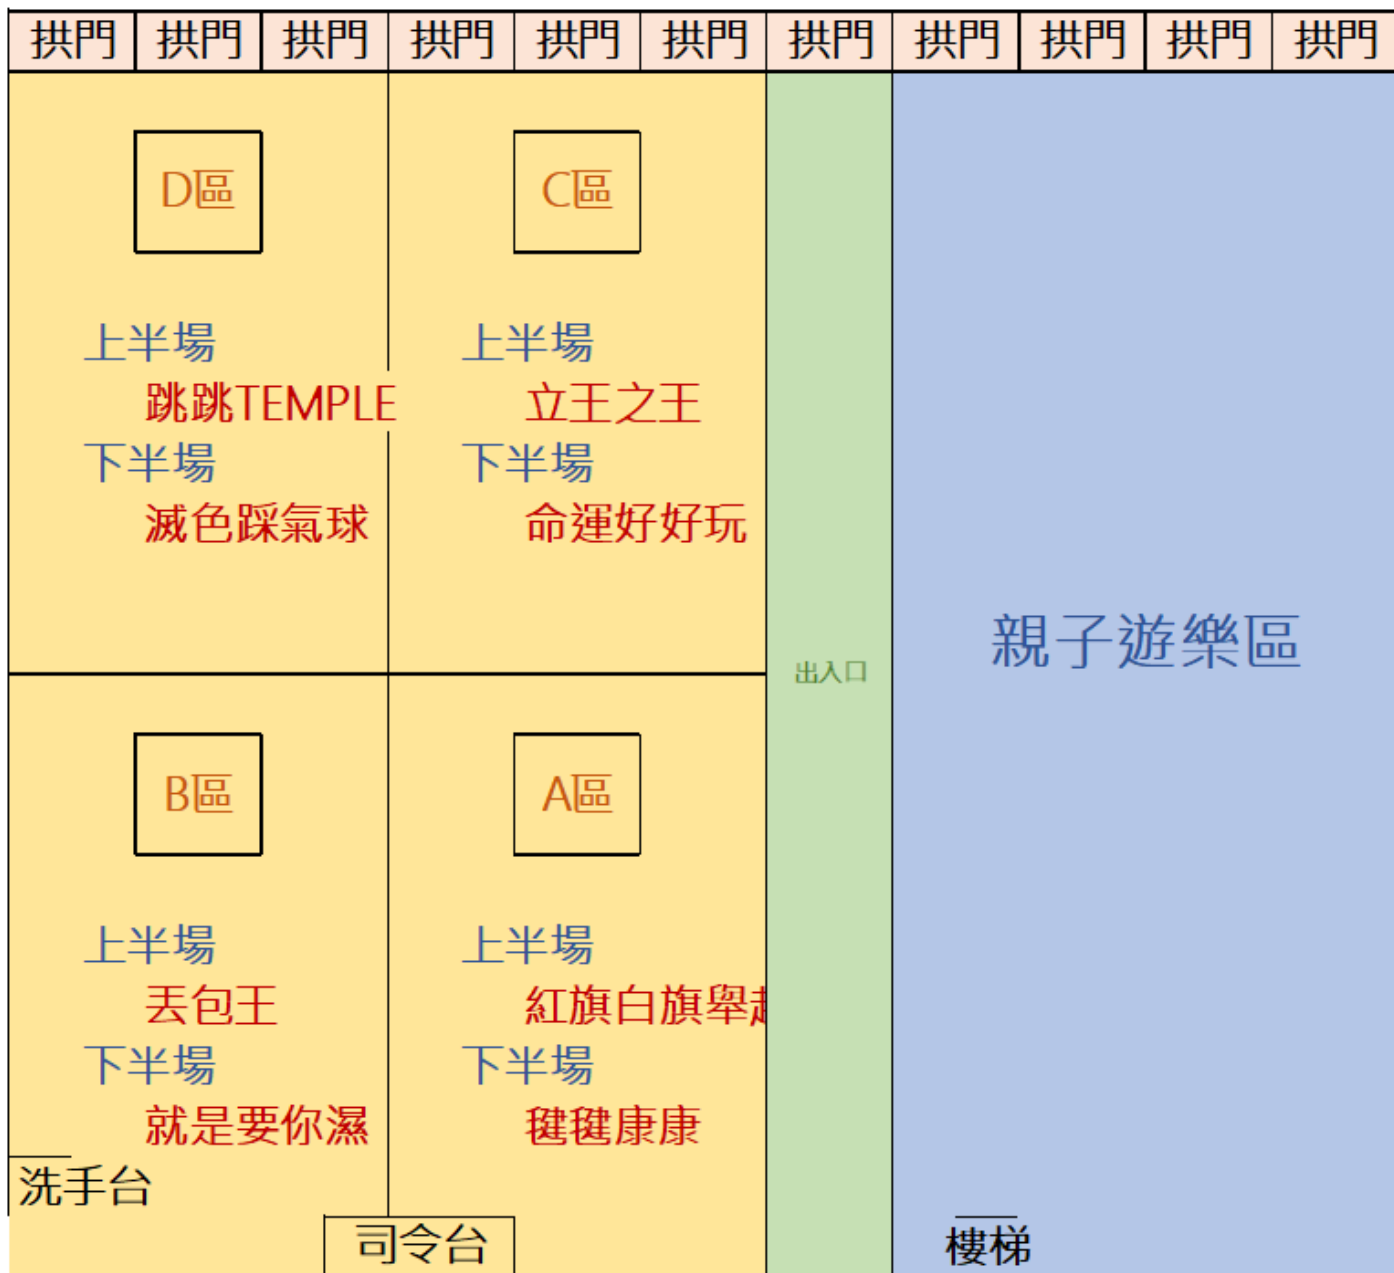 拱門 拱門 拱門 拱門 拱門 拱門 拱門 拱門 拱門 拱門 拱門
D區
上半場
跳跳TEMPLE
下半場
滅色踩氣球
C區
上半場
立王之王
下半場
命運好好玩
出入口
親子遊樂區
B區
上半場
丟包王
下半場
就是要你濕
A區
上半場
紅旗白旗舉
下半場
毽毽康康
洗手台
司令台
樓梯